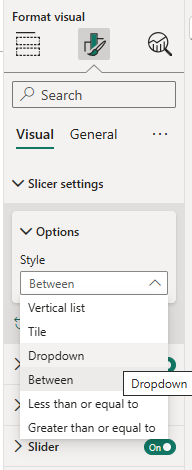 Format visual
Search
Visual
General
Slicer settings
Options
Style
Between
Vertical list
Tile
Dropdown
Between
Dropdown
Less than or equal to
Greater than or equal to
Slider
On